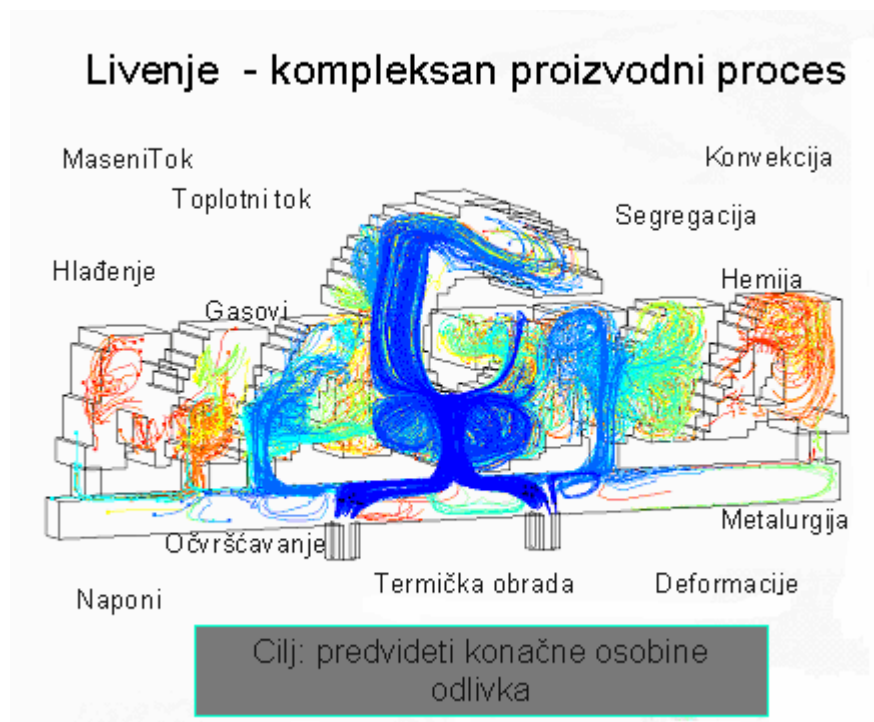 Livenje - kompleksan proizvodni proces
MaseniTok
Konvekcija
Toplotni tok
Segregacija
Hlađenje
Hemija
Gasovi
Metalurgija
Očvršćavanje
Termička obrada
Deformacije
Naponi
Cilj: predvideti konačne osobine
odlivka